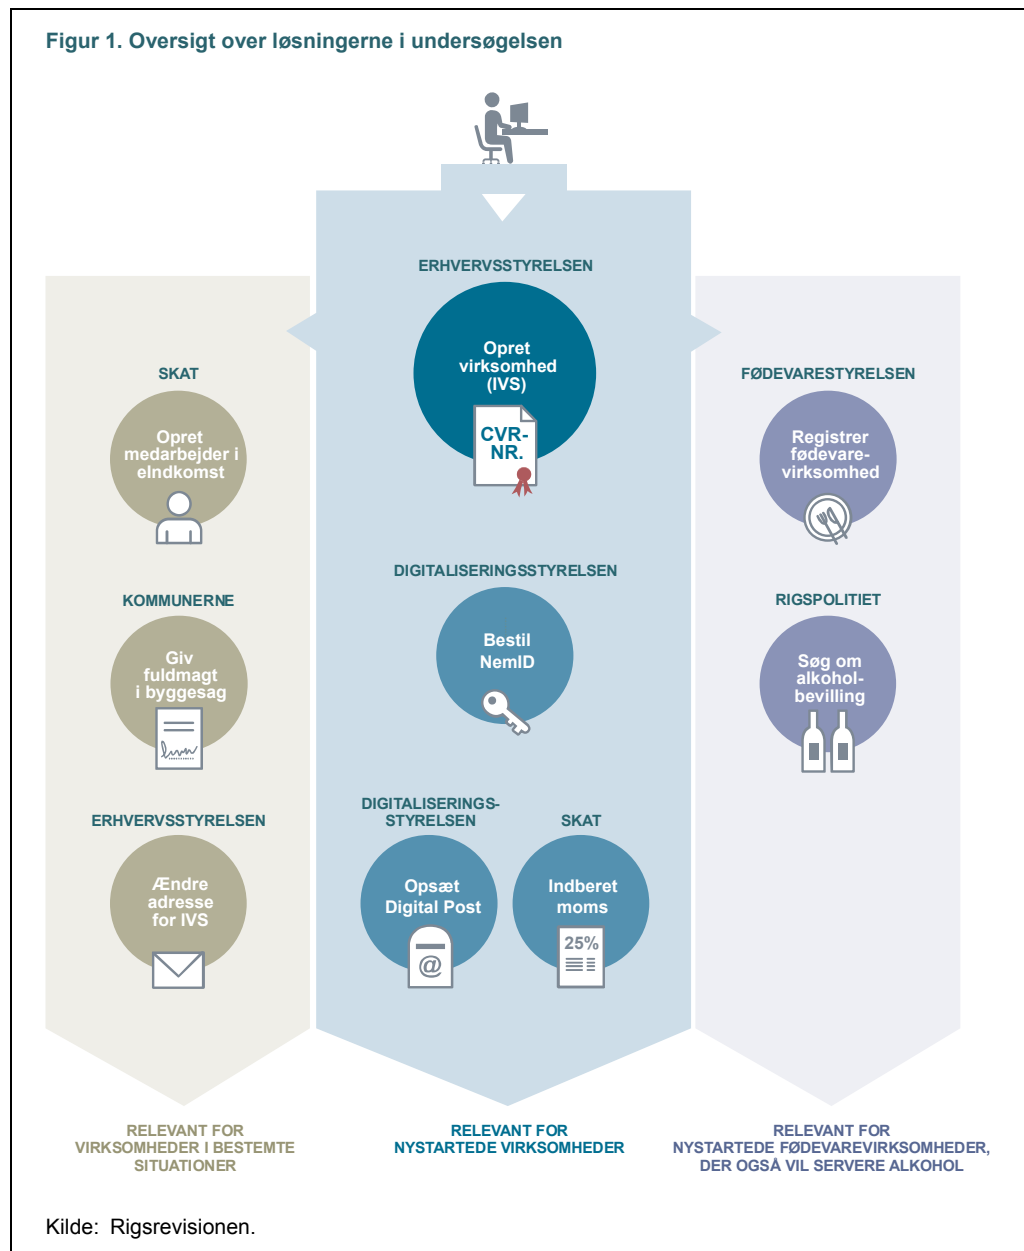 Figur 1. Oversigt over løsningerne i undersøgelsen
ERHVERVSSTYRELSEN
Opret
virksomhed
(IVS)
CVR-
NR.
SKAT
Opret
medarbejder i
eIndkomst
KOMMUNERNE
Giv
fuldmagt
i byggesag
ERHVERVSSTYRELSEN
Ændre
adresse
for IVS
DIGITALISERINGSSTYRELSEN
Bestil
NemID
DIGITALISERINGS-
STYRELSEN
Opsæt
Digital Post
@
SKAT
Indberet
moms
25%
FØDEVARESTYRELSEN
Registrer
fødevare-
virksomhed
RIGSPOLITIET
Søg om
alkohol-
bevilling
RELEVANT FOR
VIRKSOMHEDER I BESTEMTE
SITUATIONER
RELEVANT FOR
NYSTARTEDE VIRKSOMHEDER
RELEVANT FOR
NYSTARTEDE FØDEVAREVIRKSOMHEDER,
DER OGSÅ VIL SERVERE ALKOHOL
Kilde: Rigsrevisionen.